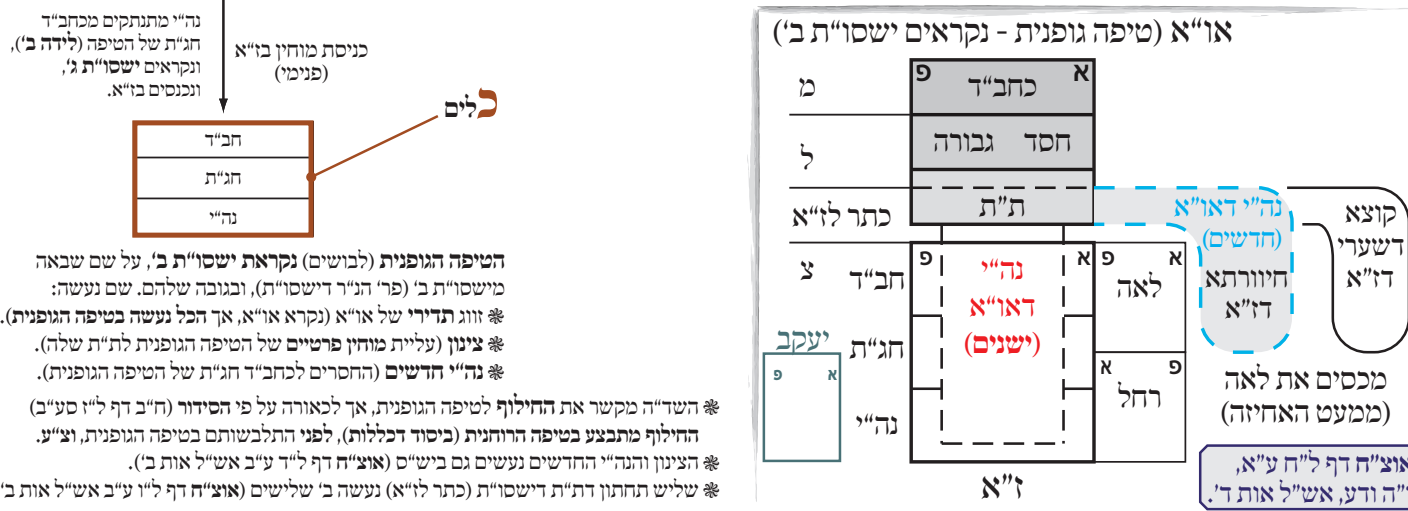 או"א (טיפה גופנית - נקראים ישסו"ת ב')
מ
ל
כתר לז"א
צ
א
פ
כחב"ד
חסד גבורה
ת"ת
נה"י דאו"א
(חדשים)
חיוורתא
דז"א
קוצא
דשערי
דז"א
פ
א
נה"י
דאו"א
(ישנים)
חב"ד
חג"ת
נה"י
א
פ
לאה
פ
א
רחל
יעקב
א
פ
ז"א
מכסים את לאה
(ממעט האחיזה)
אוצ"ח דף ל"ח ע"א,
ד"ה ודע, אש"ל אות ד'.
כניסת מוחין בז"א
(פנימי)
נה"י מתנתקים מכחב"ד
חג"ת של הטיפה (לידה ב'),
ונקראים ישסו"ת ג',
ונכנסים בז"א.
כלים
חב"ד
חג"ת
נה"י
הטיפה הגופנית (לבושים) נקראת ישסו"ת ב', על שם שבאה
מישסו"ת ב' (פר' הנ"ר דישסו"ת), ובגובה שלהם. שם נעשה:
❃ זווג תדירי של או"א (נקרא או"א, אך הכל נעשה בטיפה הגופנית).
❃ צינון (עליית מוחין פרטיים של הטיפה הגופנית לת"ת שלה).
❃ נה"י חדשים (החסרים לכחב"ד חג"ת של הטיפה הגופנית).
❃ השד"ה מקשר את החילוף לטיפה הגופנית, אך לכאורה על פי הסידור (ח"ב דף ל"ז סע"ב)
החילוף מתבצע בטיפה הרוחנית (ביסוד דכללות), לפני התלבשותם בטיפה הגופנית, וצ"ע.
❃ הצינון והנה"י החדשים נעשים גם ביש"ס (אוצ"ח דף ל"ד ע"ב אש"ל אות ב').
❃ שליש תחתון דת"ת דישסו"ת (כתר לז"א) נעשה ב' שלישים (אוצ"ח דף ל"ו ע"ב אש"ל אות ב'